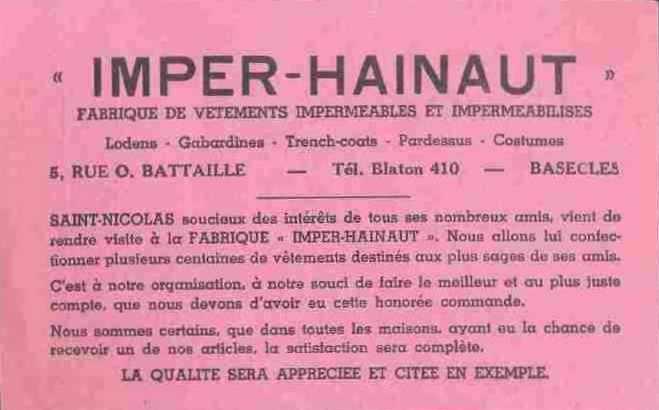 « IMPER-HAINAUT »
FABRIQUE DE VETEMENTS IMPERMEABLES ET IMPERMEABILISES
Lodens - Gabardines - Trench-coats - Pardessus - Costumes
5, RUE O. BATTAILLE — Tél. Blaton 410 — BASECLES
SAINT-NICOLAS soucieux des intérêts de tous ses nombreux amis, vient de
rendre visite à la FABRIQUE « IMPER-HAINAUT ». Nous allons lui confec-
tionner plusieurs centaines de vêtements destinés aux plus sages de ses amis.
C'est à notre organisation, à notre souci de faire le meilleur et au plus juste
compte, que nous devons d'avoir eu cette honorée commande.
Nous sommes certains, que dans toutes les maisons, ayant eu la chance de
recevoir un de nos articles, la satisfaction sera complète.
LA QUALITE SERA APPRECIEE ET CITEE EN EXEMPLE.